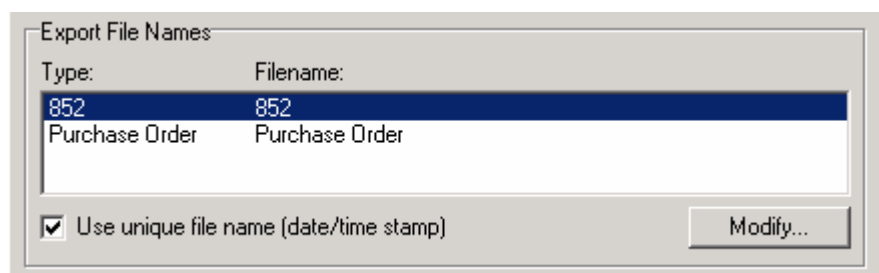 Export File Names
Type: Filename:
852 852
Purchase Order Purchase Order
Use unique file name (date/time stamp) Modify...